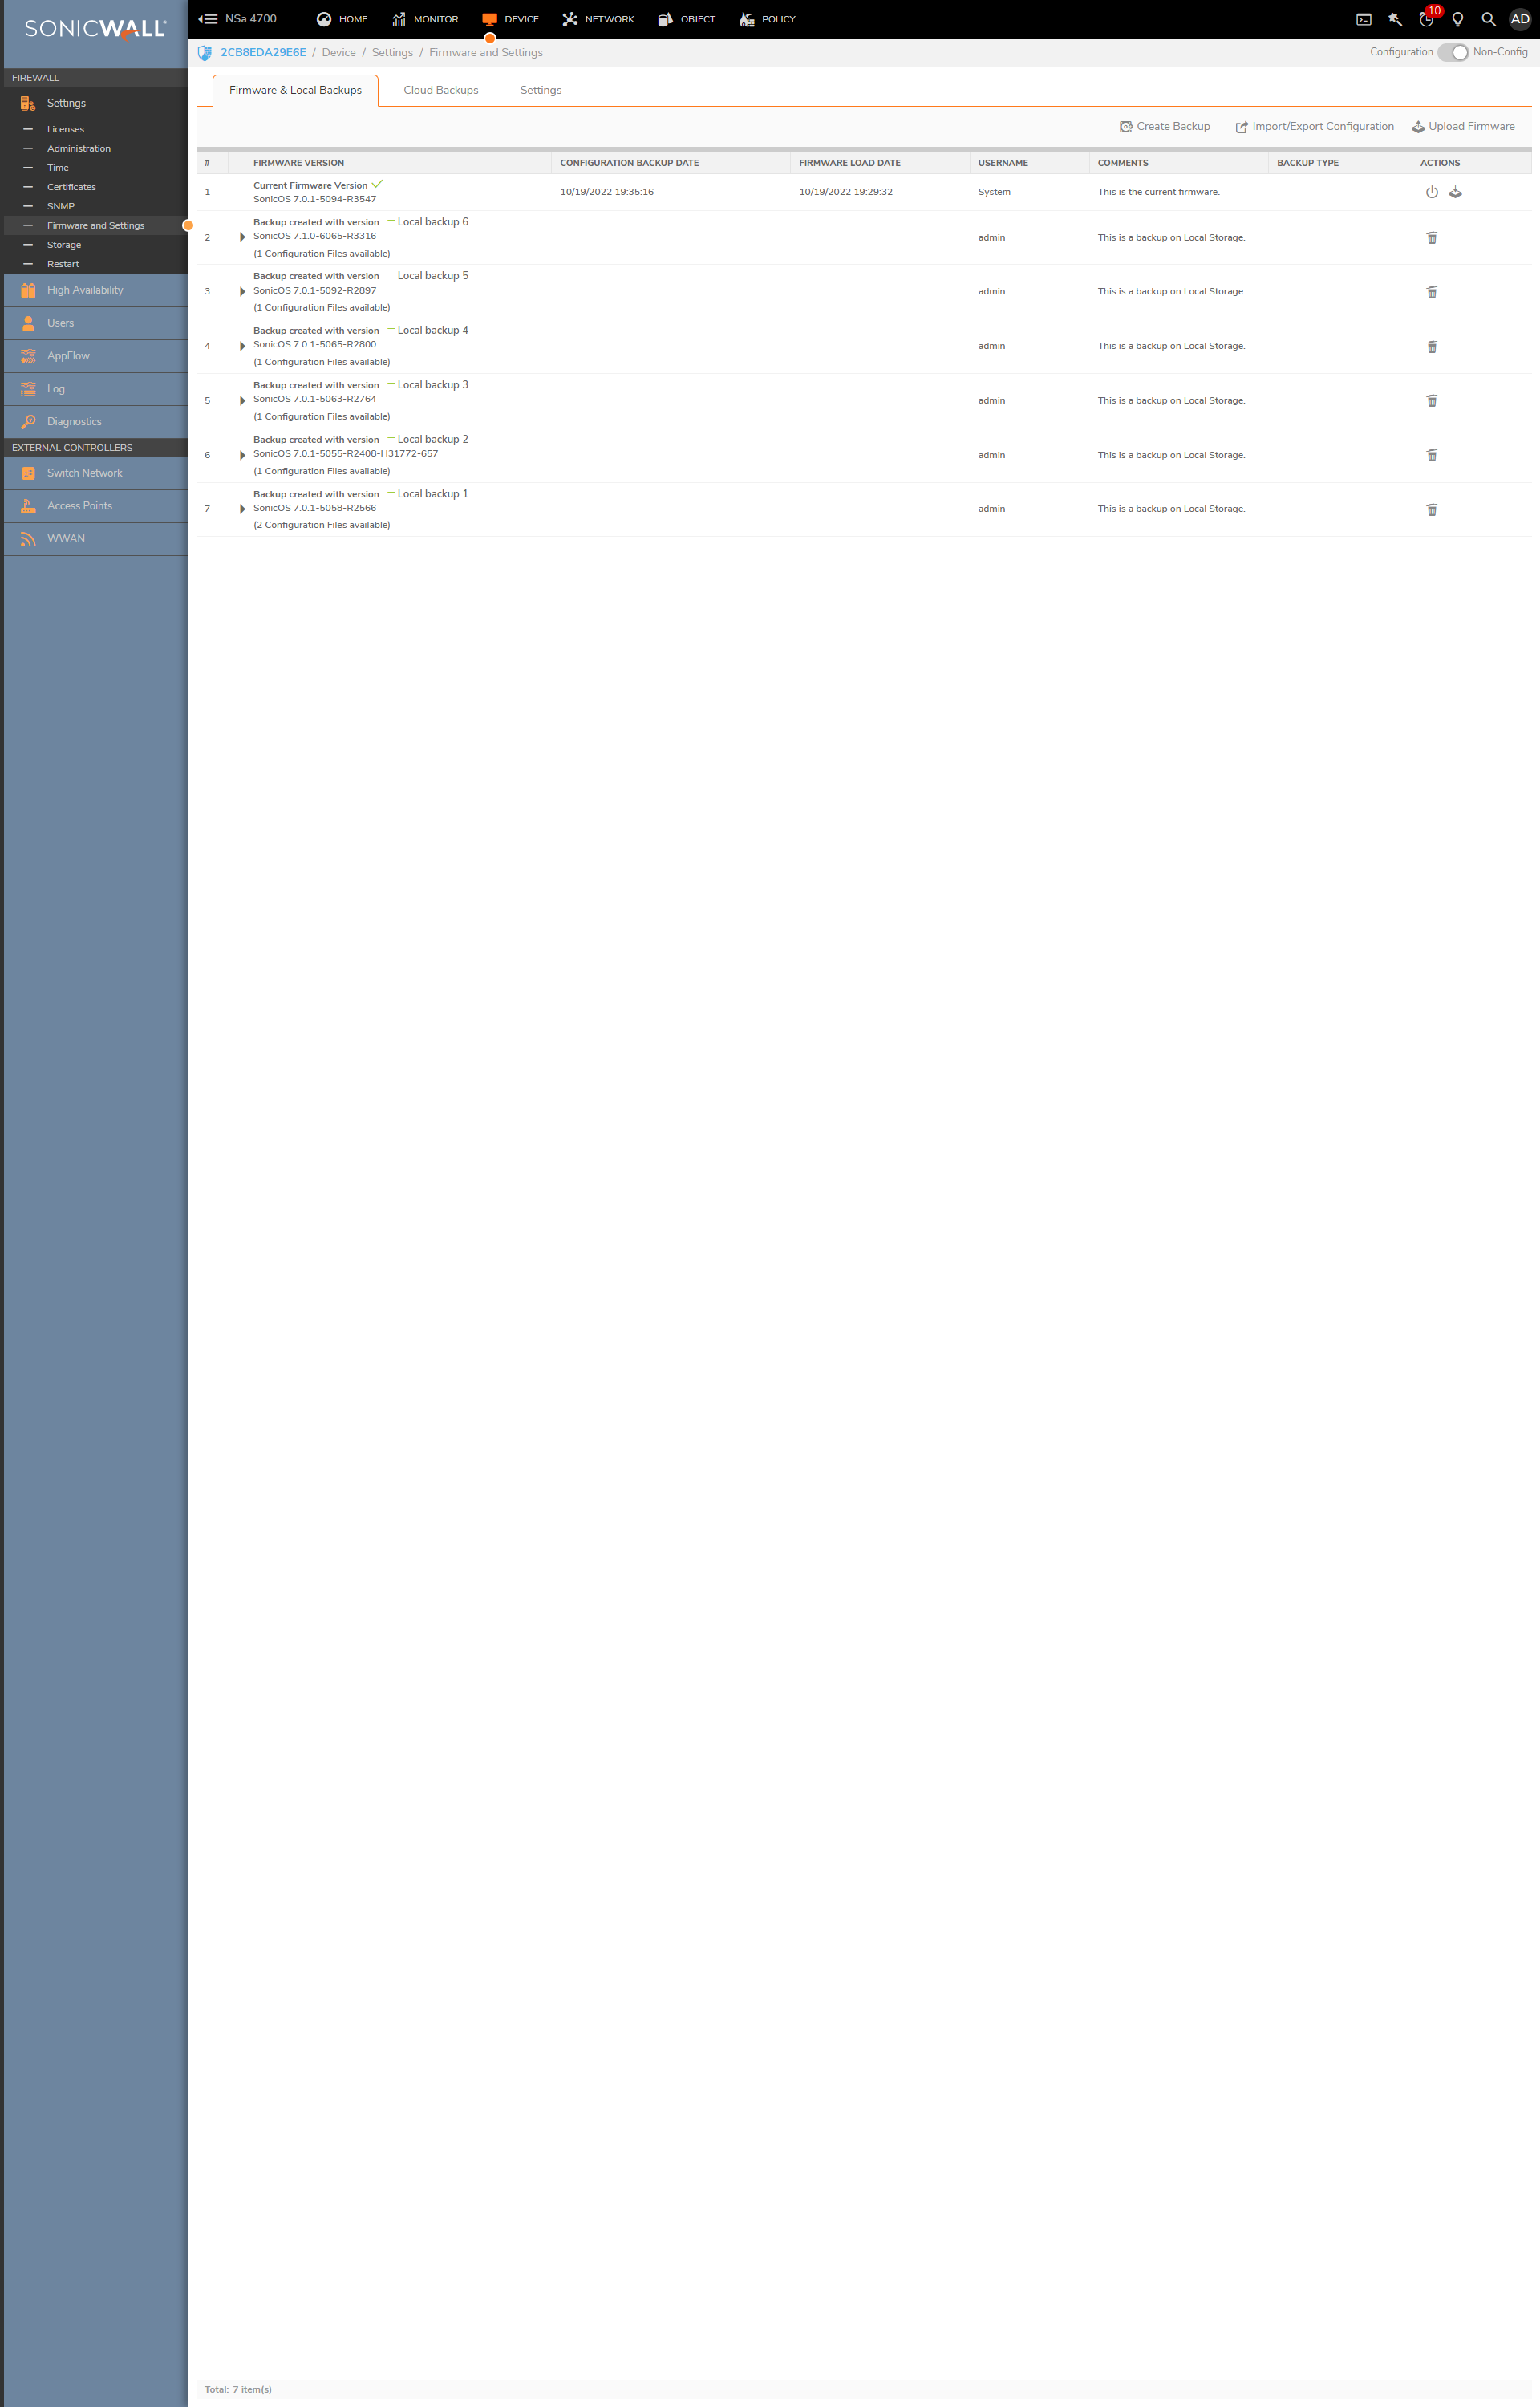 SONICWALL
NSa 4700
HOME
MONITOR
DEVICE
NETWORK
OBJECT
POLICY
10
AD
2CB8EDA29E6E / Device / Settings / Firmware and Settings
Configuration
Non-Config
FIREWALL
Settings
Licenses
Administration
Time
Certificates
SNMP
Firmware and Settings
Storage
Restart
High Availability
Users
AppFlow
Log
Diagnostics
EXTERNAL CONTROLLERS
Switch Network
Access Points
WWAN
Firmware & Local Backups
Cloud Backups
Settings
Create Backup
Import/Export Configuration
Upload Firmware
# FIRMWARE VERSION CONFIGURATION BACKUP DATE FIRMWARE LOAD DATE USERNAME COMMENTS BACKUP TYPE ACTIONS
Current Firmware Version
1 SonicOS 7.0.1-5094-R3547 10/19/2022 19:35:16 10/19/2022 19:29:32 System This is the current firmware.
Backup created with version Local backup 6
2 SonicOS 7.1.0-6065-R3316 admin This is a backup on Local Storage.
(1 Configuration Files available)
Backup created with version Local backup 5
3 SonicOS 7.0.1-5092-R2897 admin This is a backup on Local Storage.
(1 Configuration Files available)
Backup created with version Local backup 4
4 SonicOS 7.0.1-5065-R2800 admin This is a backup on Local Storage.
(1 Configuration Files available)
Backup created with version Local backup 3
5 SonicOS 7.0.1-5063-R2764 admin This is a backup on Local Storage.
(1 Configuration Files available)
Backup created with version Local backup 2
6 SonicOS 7.0.1-5055-R2408-H31772-657 admin This is a backup on Local Storage.
(1 Configuration Files available)
Backup created with version Local backup 1
7 SonicOS 7.0.1-5058-R2566 admin This is a backup on Local Storage.
(2 Configuration Files available)
Total: 7 item(s)